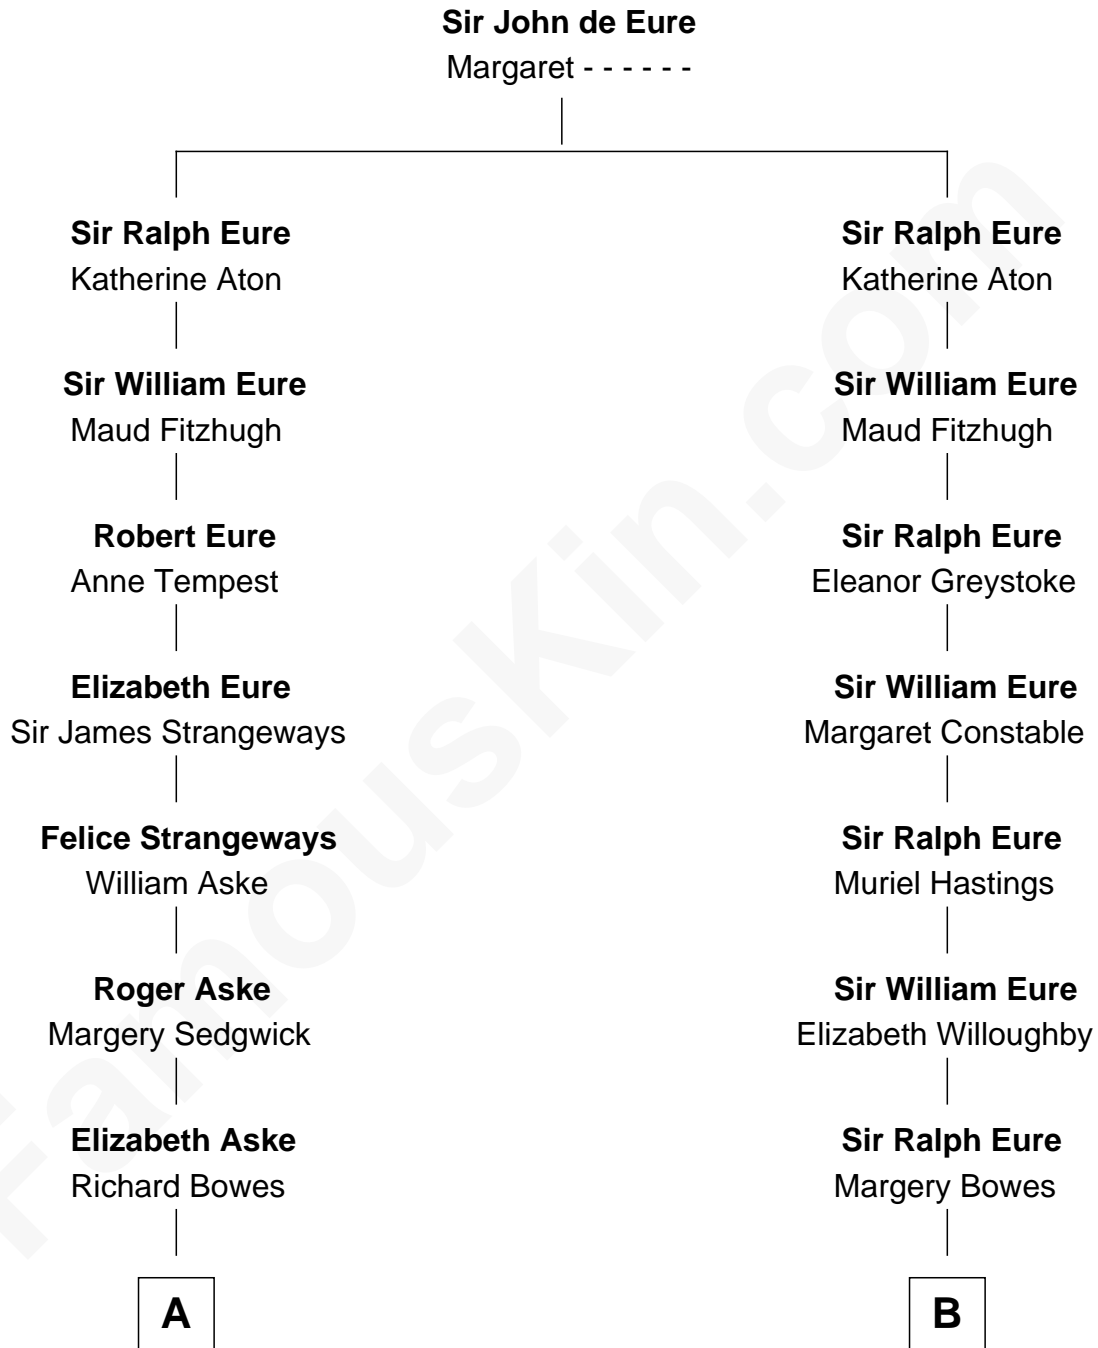 Sir John de Eure
Margaret - - - - - -
Sir Ralph Eure
Katherine Aton
Sir William Eure
Maud Fitzhugh
Robert Eure
Anne Tempest
Elizabeth Eure
Sir James Strangeways
Felice Strangeways
William Aske
Roger Aske
Margery Sedgwick
Elizabeth Aske
Richard Bowes
A
Sir Ralph Eure
Katherine Aton
Sir William Eure
Maud Fitzhugh
Sir Ralph Eure
Eleanor Greystoke
Sir William Eure
Margaret Constable
Sir Ralph Eure
Muriel Hastings
Sir William Eure
Elizabeth Willoughby
Sir Ralph Eure
Margery Bowes
B
FamousKin.com